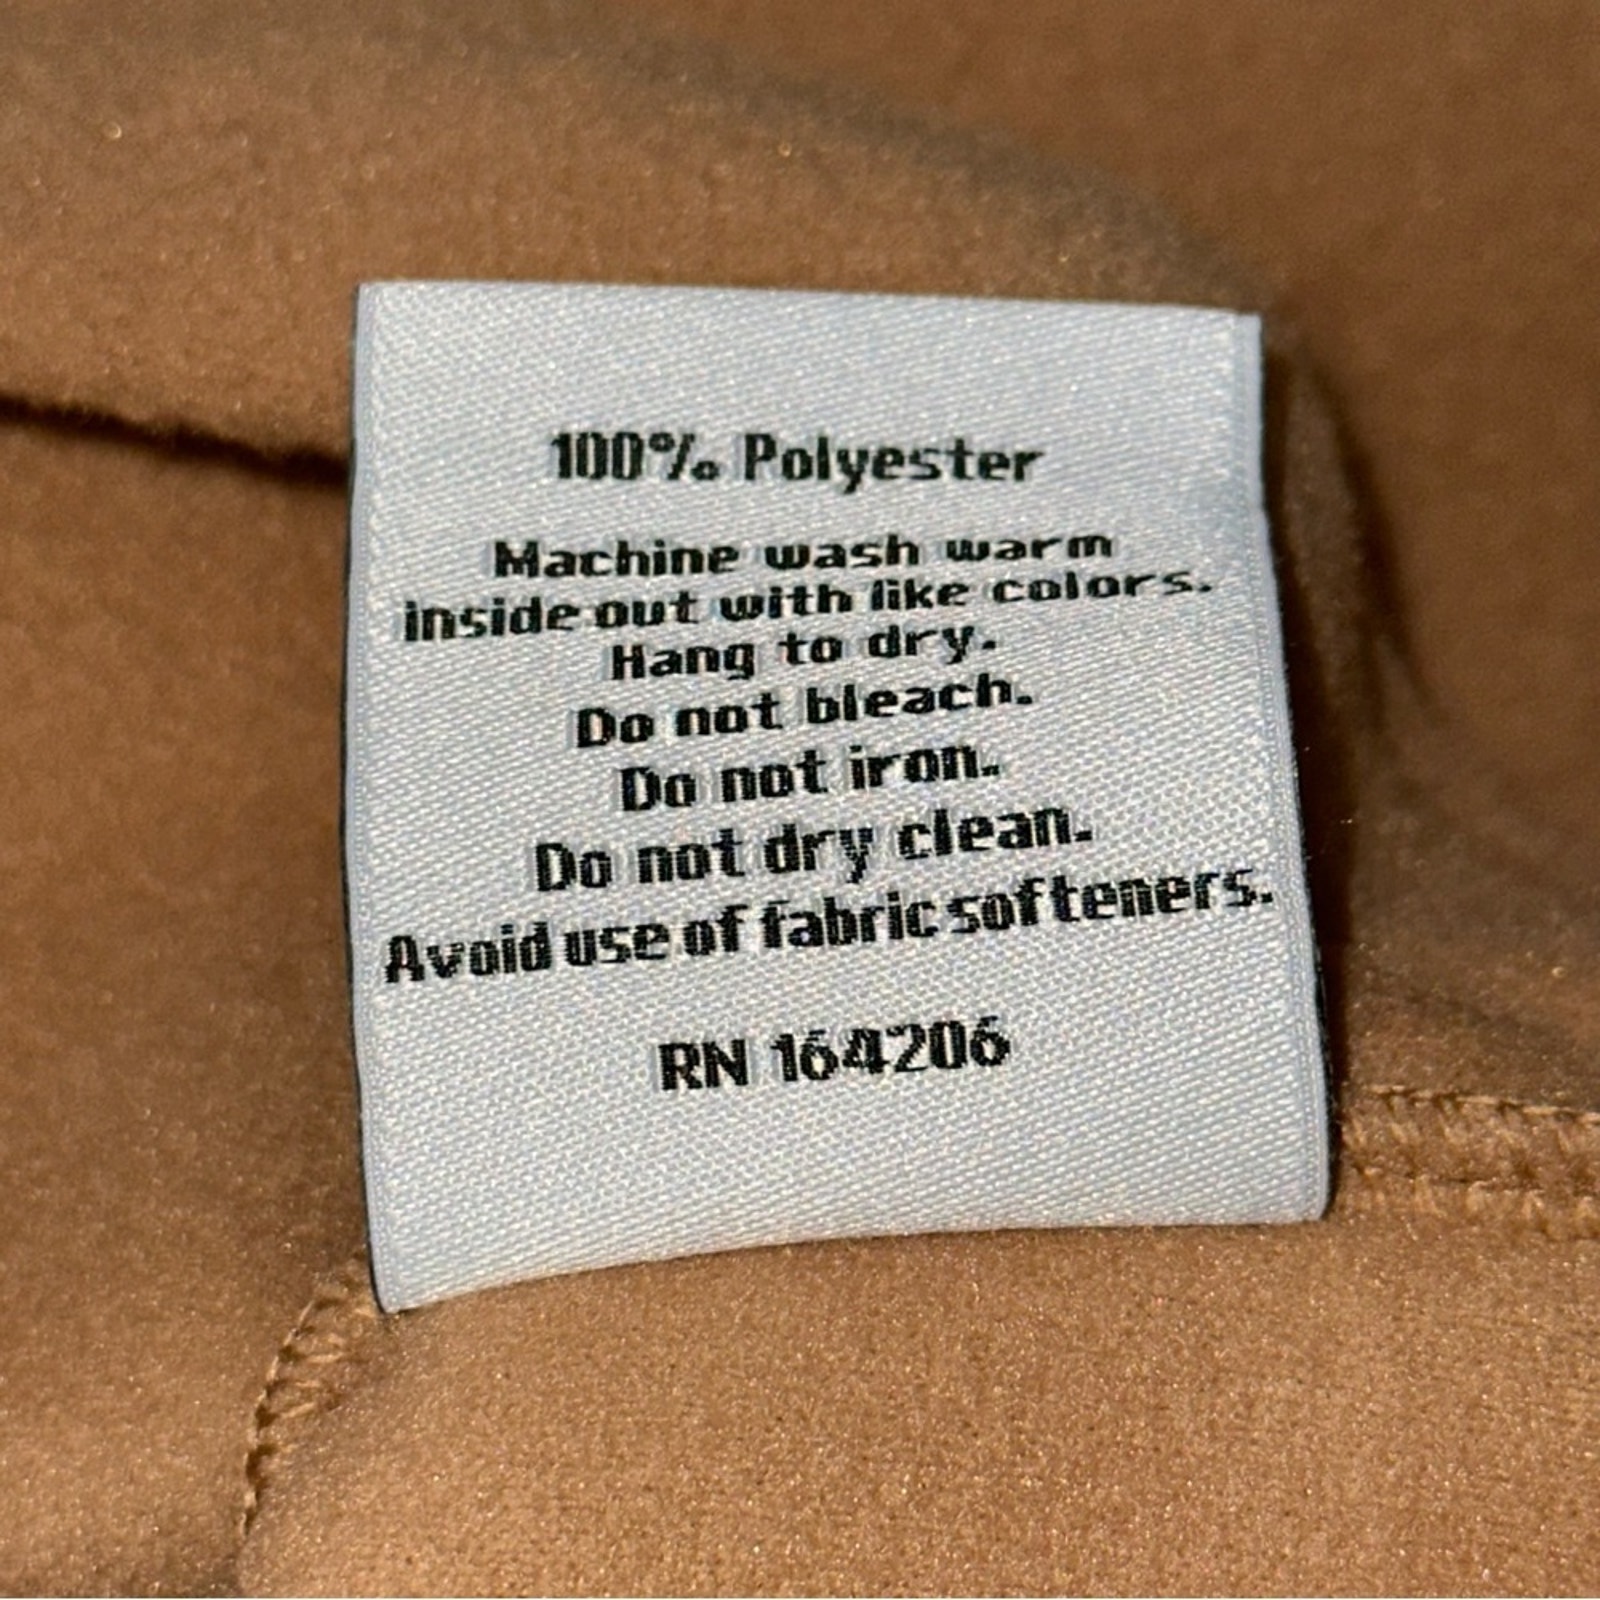 100% Polyester
Machine wash warm
inside out with like colors.
Hang to dry.
Do not bleach.
Do not iron.
Do not dry clean.
Avoid use of fabric softeners.
RN 164206